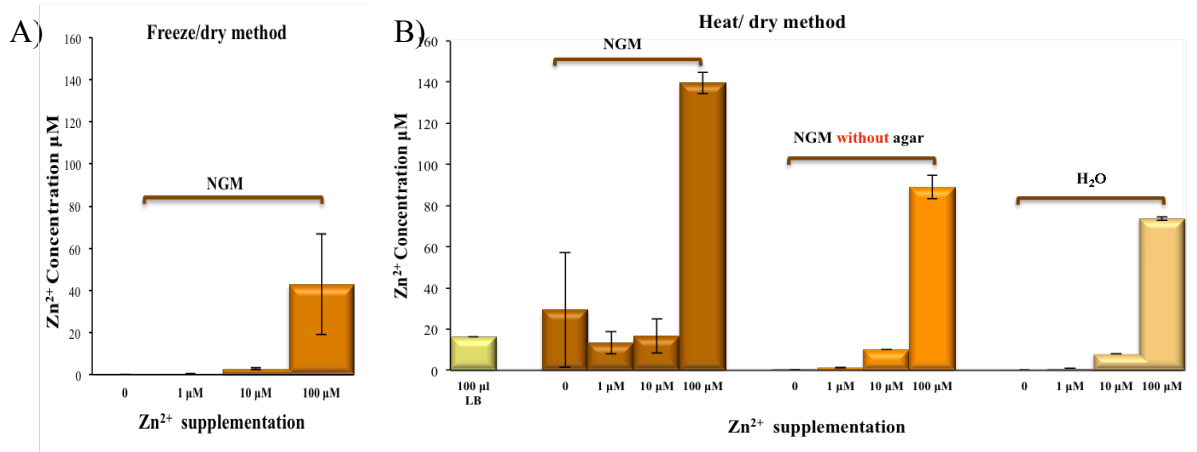 A)
Freeze/dry method
160
140
120
100
80
60
40
20
0
Zn²⁺ Concentration µM
NGM
0 1 µM 10 µM 100 µM
Zn²⁺ supplementation
B)
Heat/ dry method
160
140
120
100
80
60
40
20
0
Zn²⁺ Concentration µM
NGM
NGM without agar
H₂O
100 µl
LB
0 1 µM 10 µM 100 µM
0 1 µM 10 µM 100 µM
0 1 µM 10 µM 100 µM
Zn²⁺ supplementation